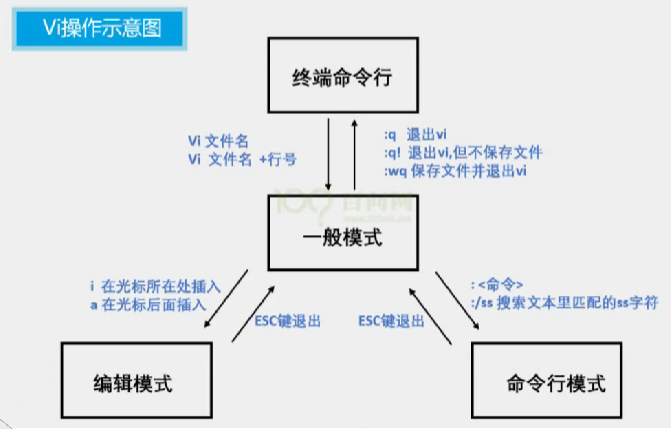 Vi操作示意图
终端命令行
Vi 文件名
Vi 文件名 +行号
:q 退出vi
:q! 退出vi,但不保存文件
:wq 保存文件并退出vi
100?百问网
一般模式
i 在光标所在处插入
a 在光标后面插入
ESC键退出
ESC键退出
: <命令>
:/ss 搜索文本里匹配的ss字符
编辑模式
命令行模式